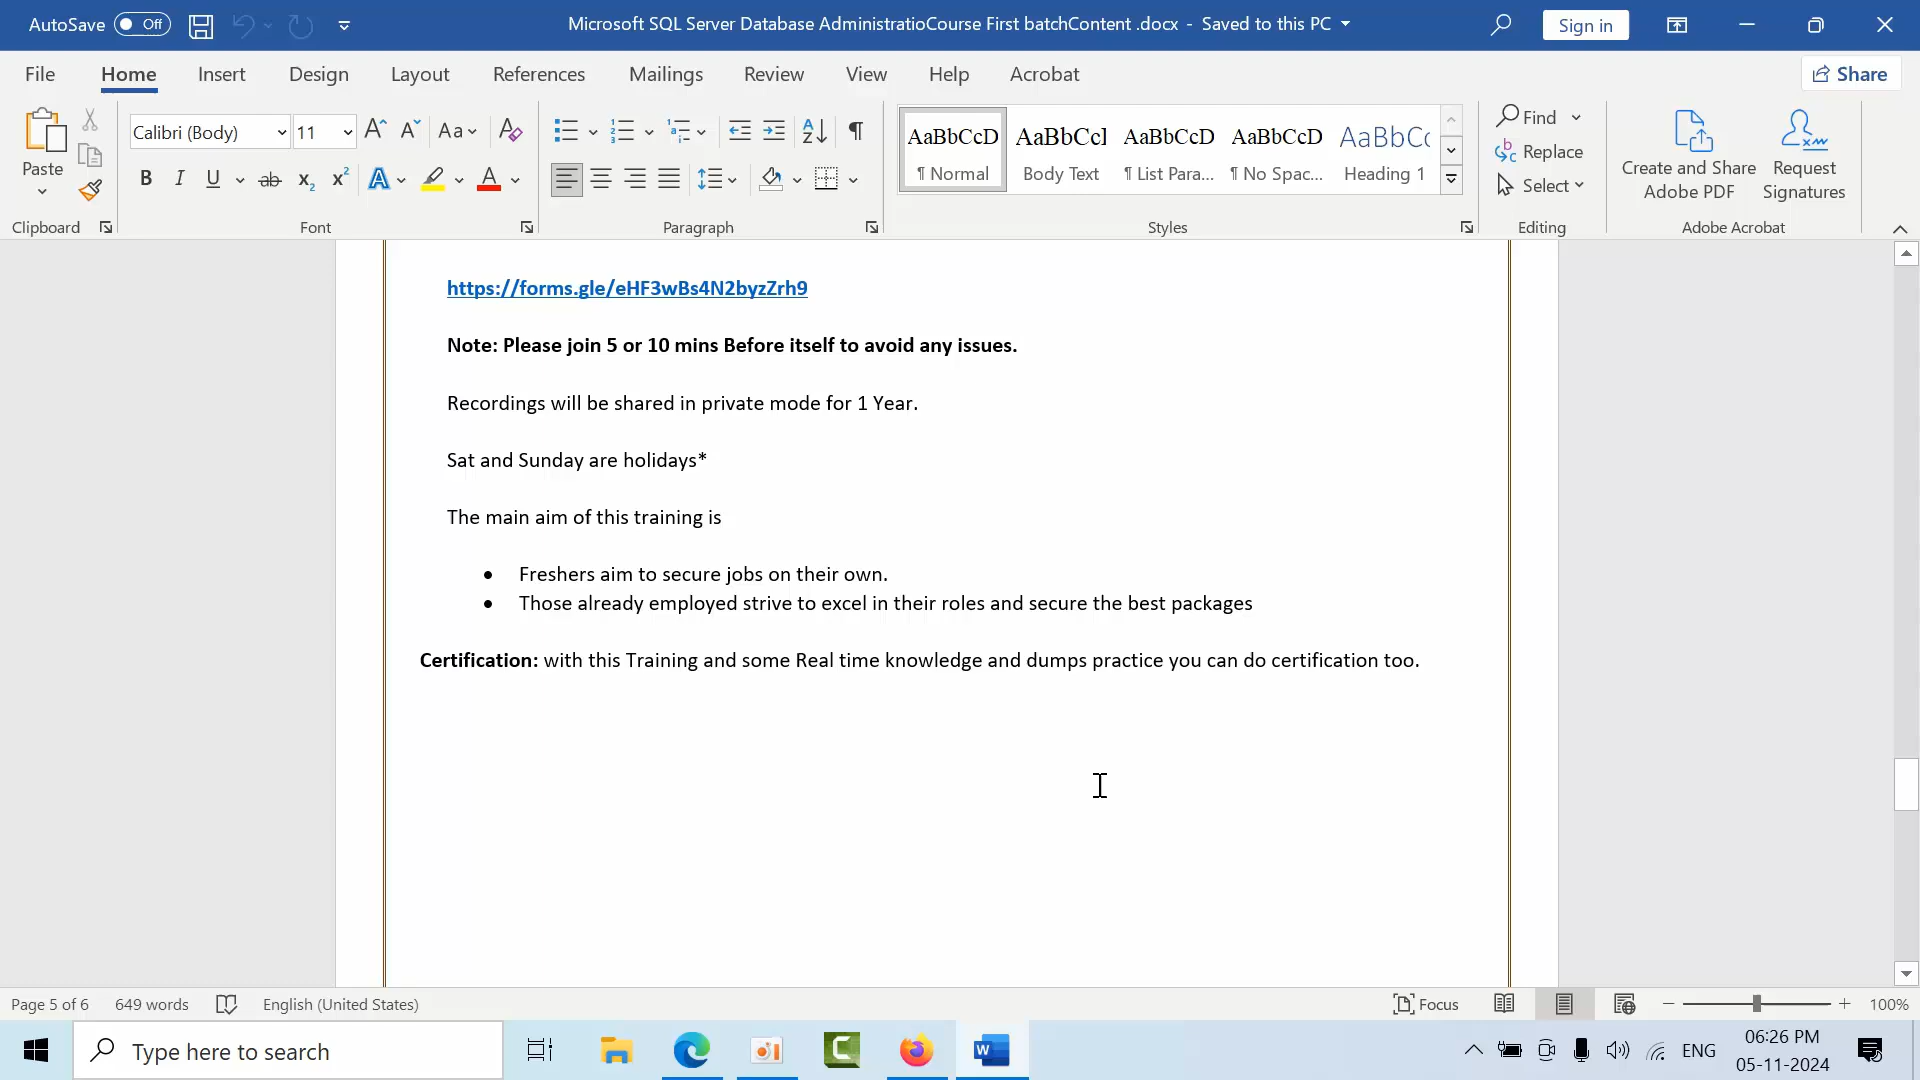 AutoSave Off
Microsoft SQL Server Database AdministratioCourse First batchContent .docx - Saved to this PC
Sign in
File Home Insert Design Layout References Mailings Review View Help Acrobat
Share
Paste
Calibri (Body) 11
AaBbCcD AaBbCcI AaBbCcD AaBbCcD AaBbCc
¶ Normal Body Text ¶ List Para... ¶ No Spac... Heading 1
Find
Replace
Select
Create and Share Adobe PDF
Request Signatures
Clipboard Font Paragraph Styles Editing Adobe Acrobat
https://forms.gle/eHF3wBs4N2byzZrh9
Note: Please join 5 or 10 mins Before itself to avoid any issues.
Recordings will be shared in private mode for 1 Year.
Sat and Sunday are holidays*
The main aim of this training is
• Freshers aim to secure jobs on their own.
• Those already employed strive to excel in their roles and secure the best packages
Certification: with this Training and some Real time knowledge and dumps practice you can do certification too.
Page 5 of 6 649 words English (United States) Focus 100%
Type here to search
ENG
06:26 PM
05-11-2024